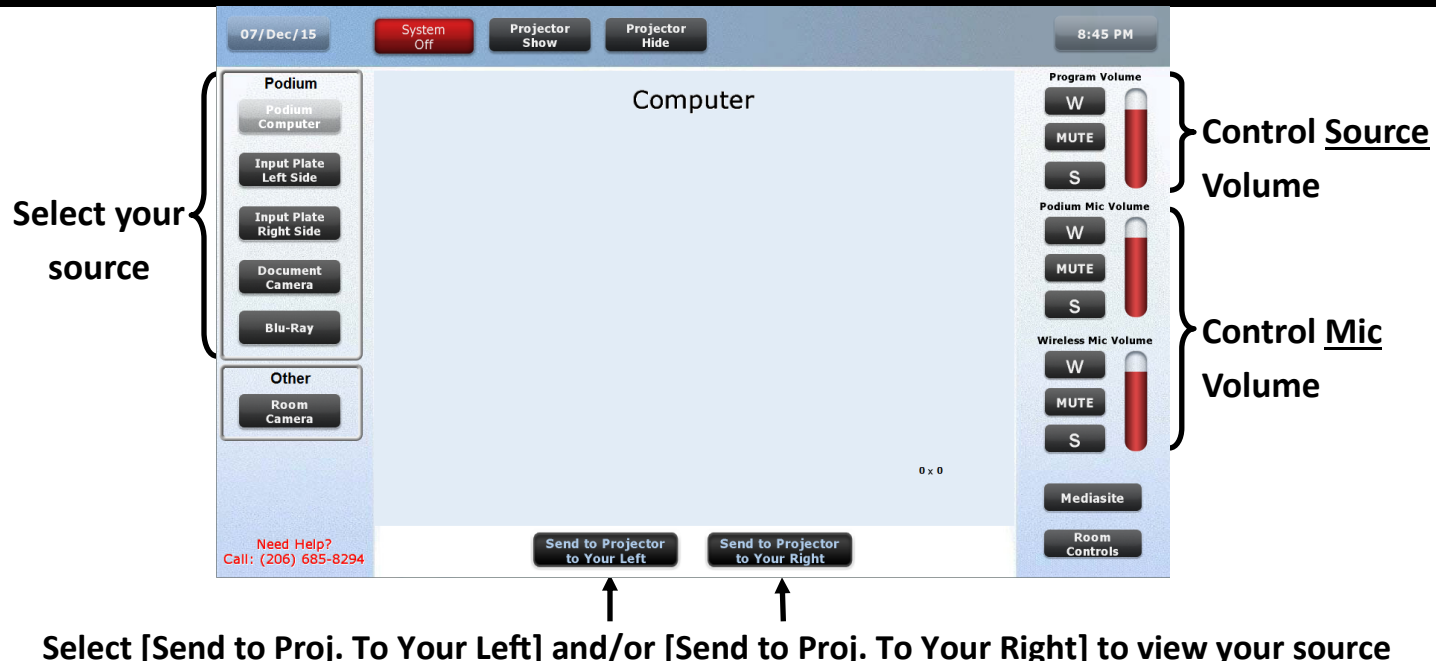 07/Dec/15
System
Off
Projector
Show
Projector
Hide
8:45 PM
Select your
source
Podium
Podium
Computer
Input Plate
Left Side
Input Plate
Right Side
Document
Camera
Blu-Ray
Other
Room
Camera
Need Help?
Call: (206) 685-8294
Computer
0 x 0
Send to Projector
to Your Left
Send to Projector
to Your Right
Program Volume
W
MUTE
S
Podium Mic Volume
W
MUTE
S
Wireless Mic Volume
W
MUTE
S
Mediasite
Room
Controls
Control Source
Volume
Control Mic
Volume
Select [Send to Proj. To Your Left] and/or [Send to Proj. To Your Right] to view your source